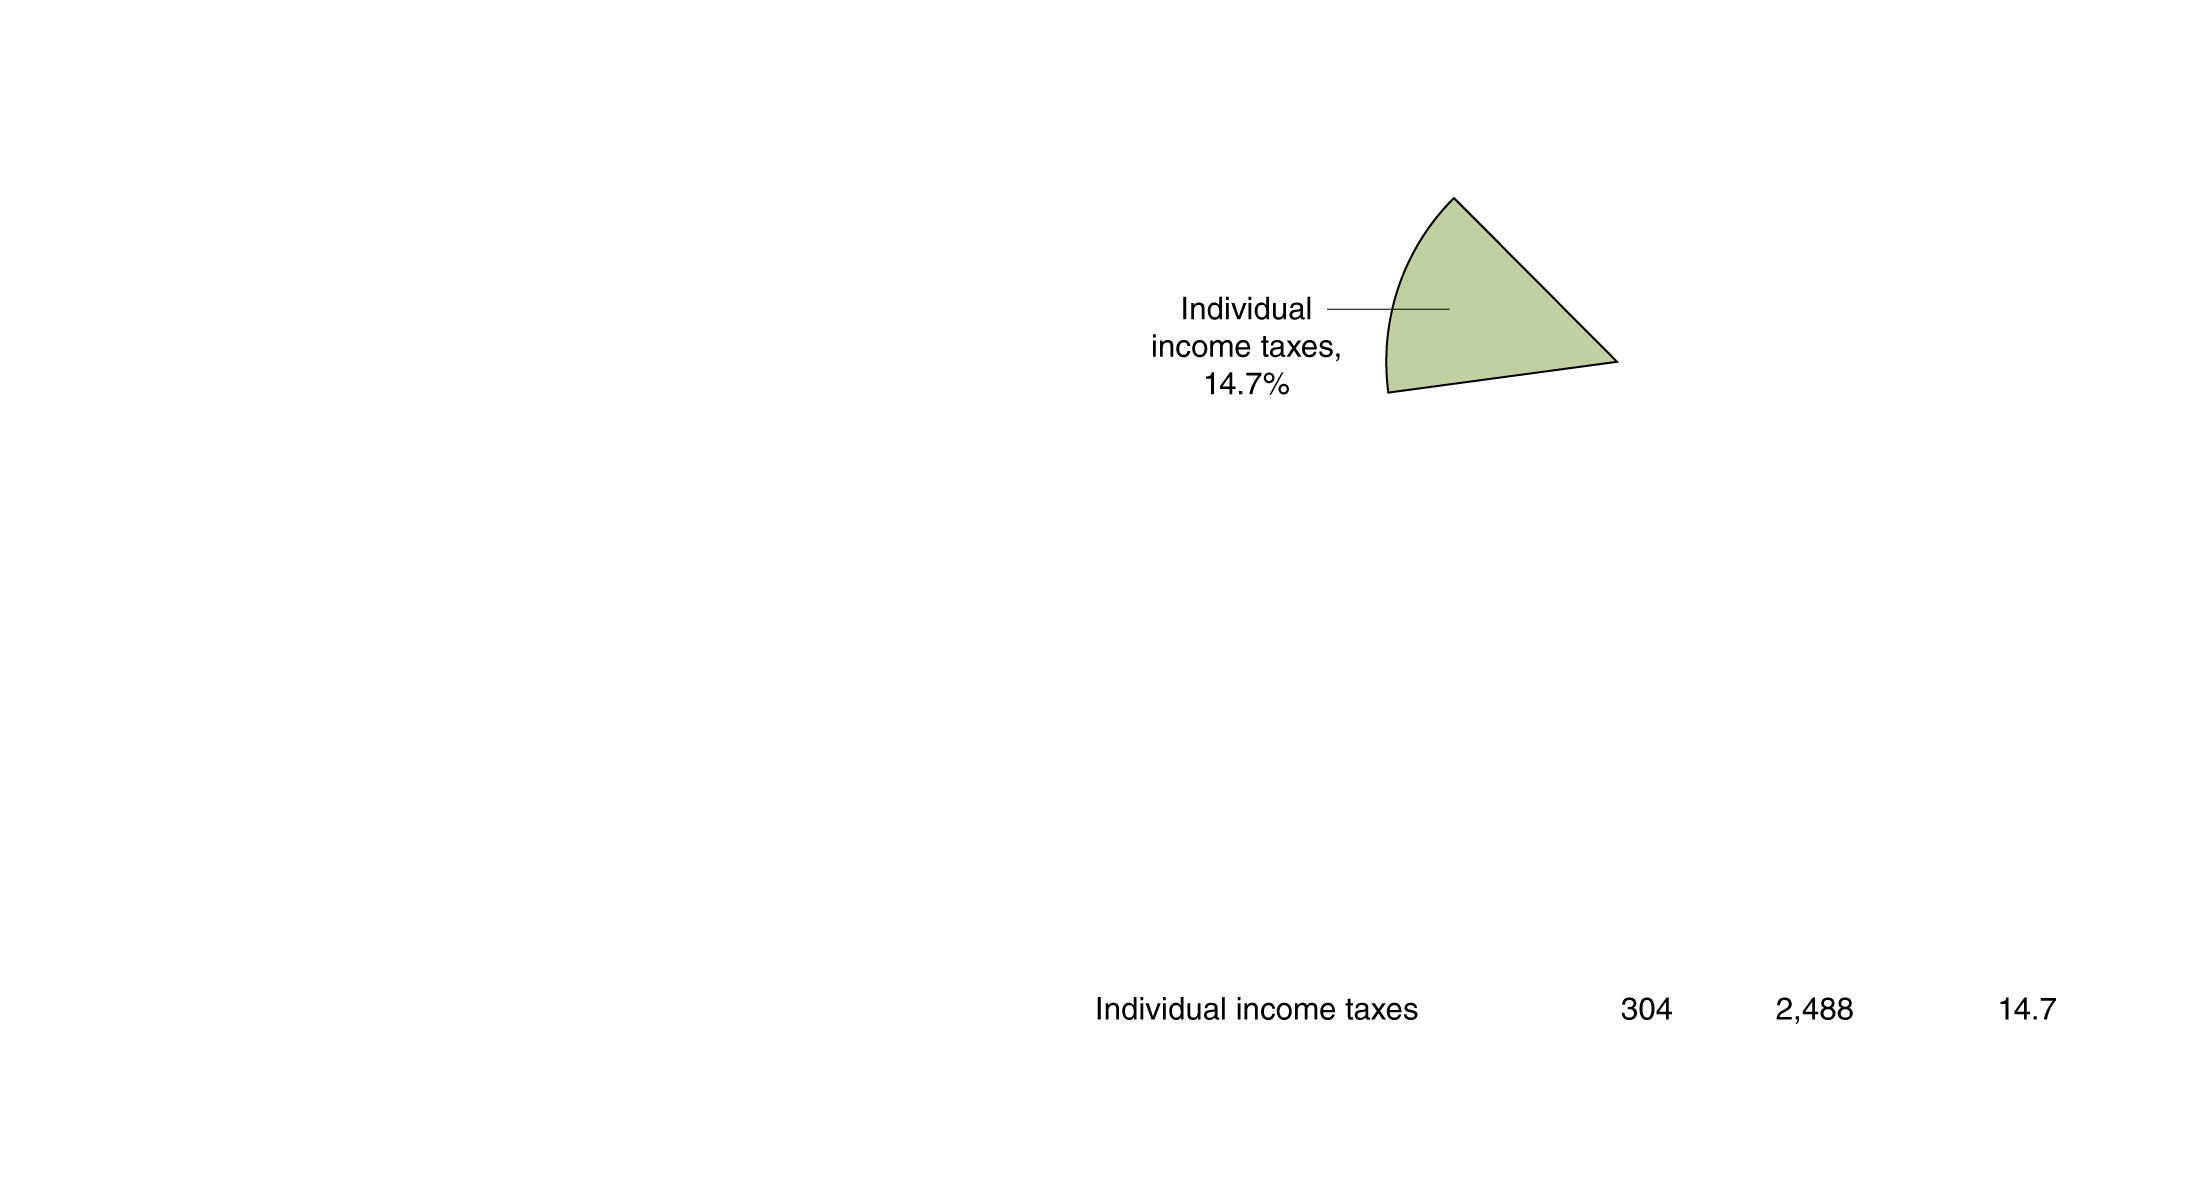 Individual
income taxes,
14.7%
Individual income taxes 304 2,488 14.7